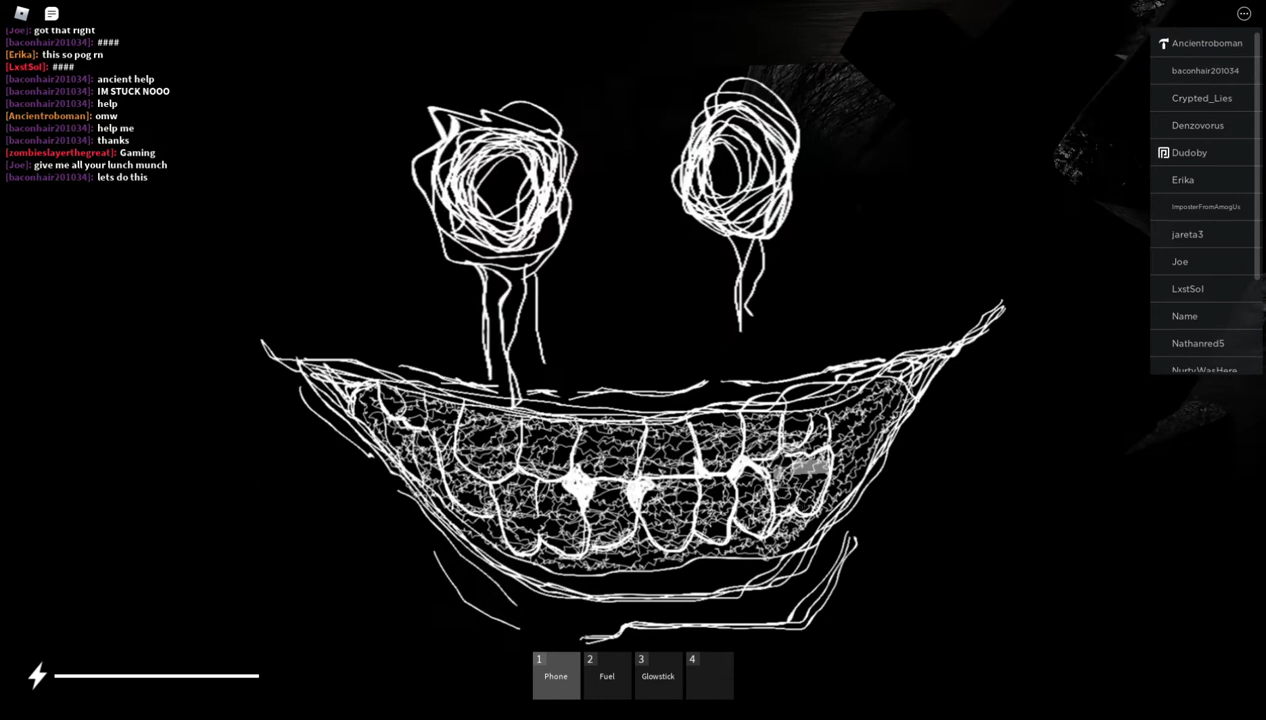 [Joe]: got that right
[baconhair201034]: ####
[Erika]: this so pog rn
[LxstSol]: ####
[baconhair201034]: ancient help
[baconhair201034]: IM STUCK NOOO
[baconhair201034]: help
[Ancientroboman]: omw
[baconhair201034]: help me
[baconhair201034]: thanks
[zombieslayerthegreat]: Gaming
[Joe]: give me all your lunch munch
[baconhair201034]: lets do this
Ancientroboman
baconhair201034
Crypted_Lies
Denzovorus
Dudoby
Erika
ImposterFromAmogUs
jareta3
Joe
LxstSol
Name
Nathanred5
NurtyWasHere
1
Phone
2
Fuel
3
Glowstick
4